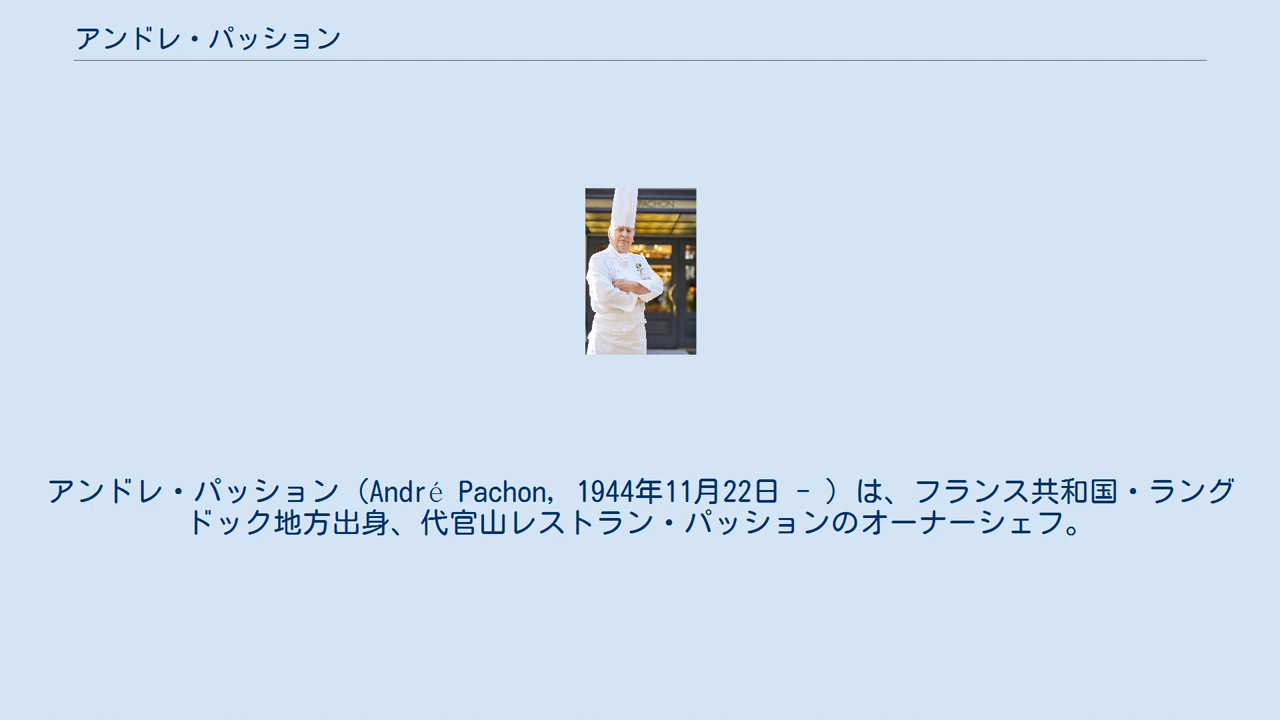 アンドレ・パッション
PACHON
アンドレ・パッション（André Pachon, 1944年11月22日 - ）は、フランス共和国・ラング
ドック地方出身、代官山レストラン・パッションのオーナーシェフ。